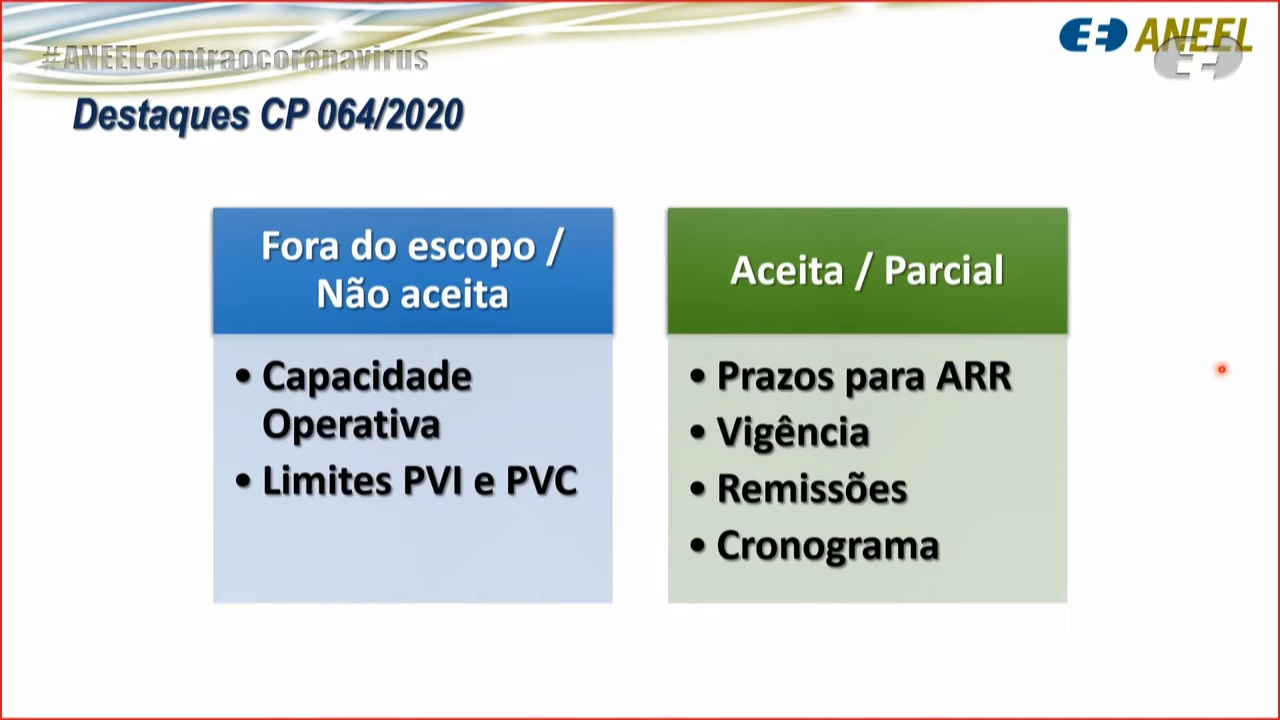 #ANEELcontraocoronavirus
ANEEL
Destaques CP 064/2020
Fora do escopo /
Não aceita
• Capacidade
Operativa
• Limites PVI e PVC
Aceita / Parcial
• Prazos para ARR
• Vigência
• Remissões
• Cronograma